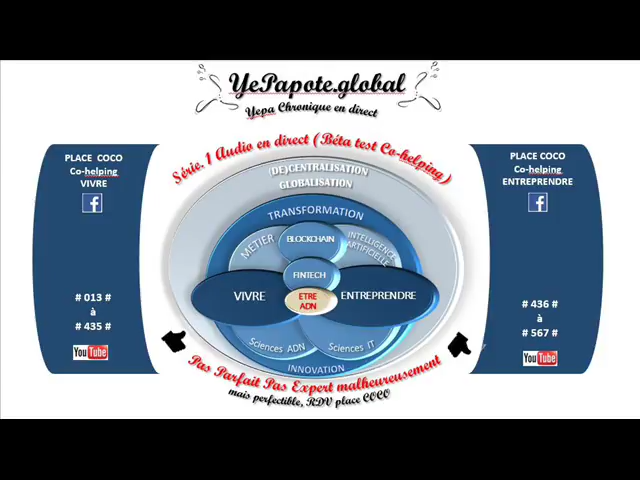 YePapote.global
Yepa Chronique en direct
Série. 1 Audio en direct ( Béta test Co-helping)
PLACE COCO
Co-helping
VIVRE
# 013 #
à
# 435 #
YouTube
(DE)CENTRALISATION
GLOBALISATION
TRANSFORMATION
METIER
BLOCKCHAIN
INTELLIGENCE
ARTIFICIELLE
FINTECH
VIVRE
ETRE
ADN
ENTREPRENDRE
Sciences ADN
Sciences IT
INNOVATION
Pas Parfait Pas Expert malheureusement
mais perfectible, RDV place COCO
PLACE COCO
Co-helping
ENTREPRENDRE
# 436 #
à
# 567 #
YouTube